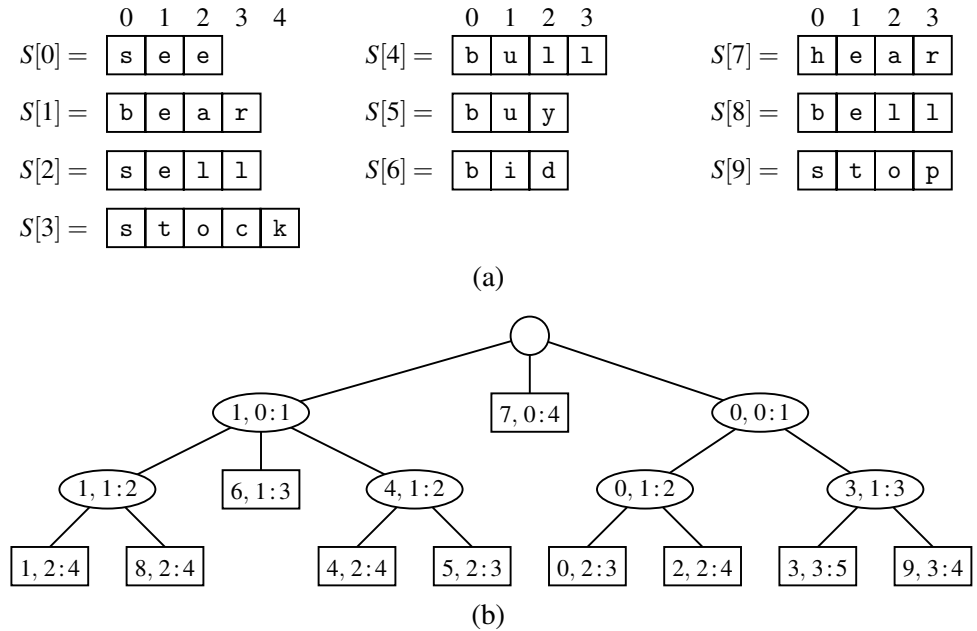 0 1 2 3 4 0 1 2 3 0 1 2 3
S[0] = s e e S[4] = b u l l S[7] = h e a r
S[1] = b e a r S[5] = b u y S[8] = b e l l
S[2] = s e l l S[6] = b i d S[9] = s t o p
S[3] = s t o c k
(a)
1, 0:1 7, 0:4 0, 0:1
1, 1:2 6, 1:3 4, 1:2 0, 1:2 3, 1:3
1, 2:4 8, 2:4 4, 2:4 5, 2:3 0, 2:3 2, 2:4 3, 3:5 9, 3:4
(b)